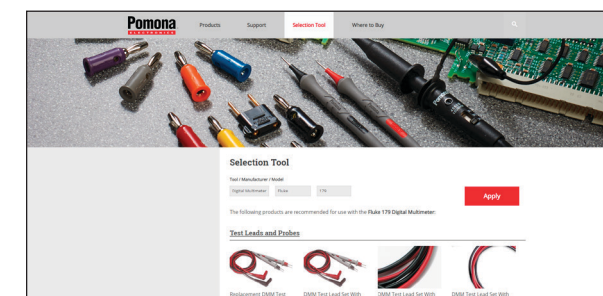 Pomona
ELECTRONICS
Products Support Selection Tool Where to Buy
Selection Tool
Tool / Manufacturer / Model
Digital Multimeter Fluke 179
Apply
The following products are recommended for use with the Fluke 179 Digital Multimeter:
Test Leads and Probes
Replacement DMM Test DMM Test Lead Set With DMM Test Lead Set With DMM Test Lead Set With